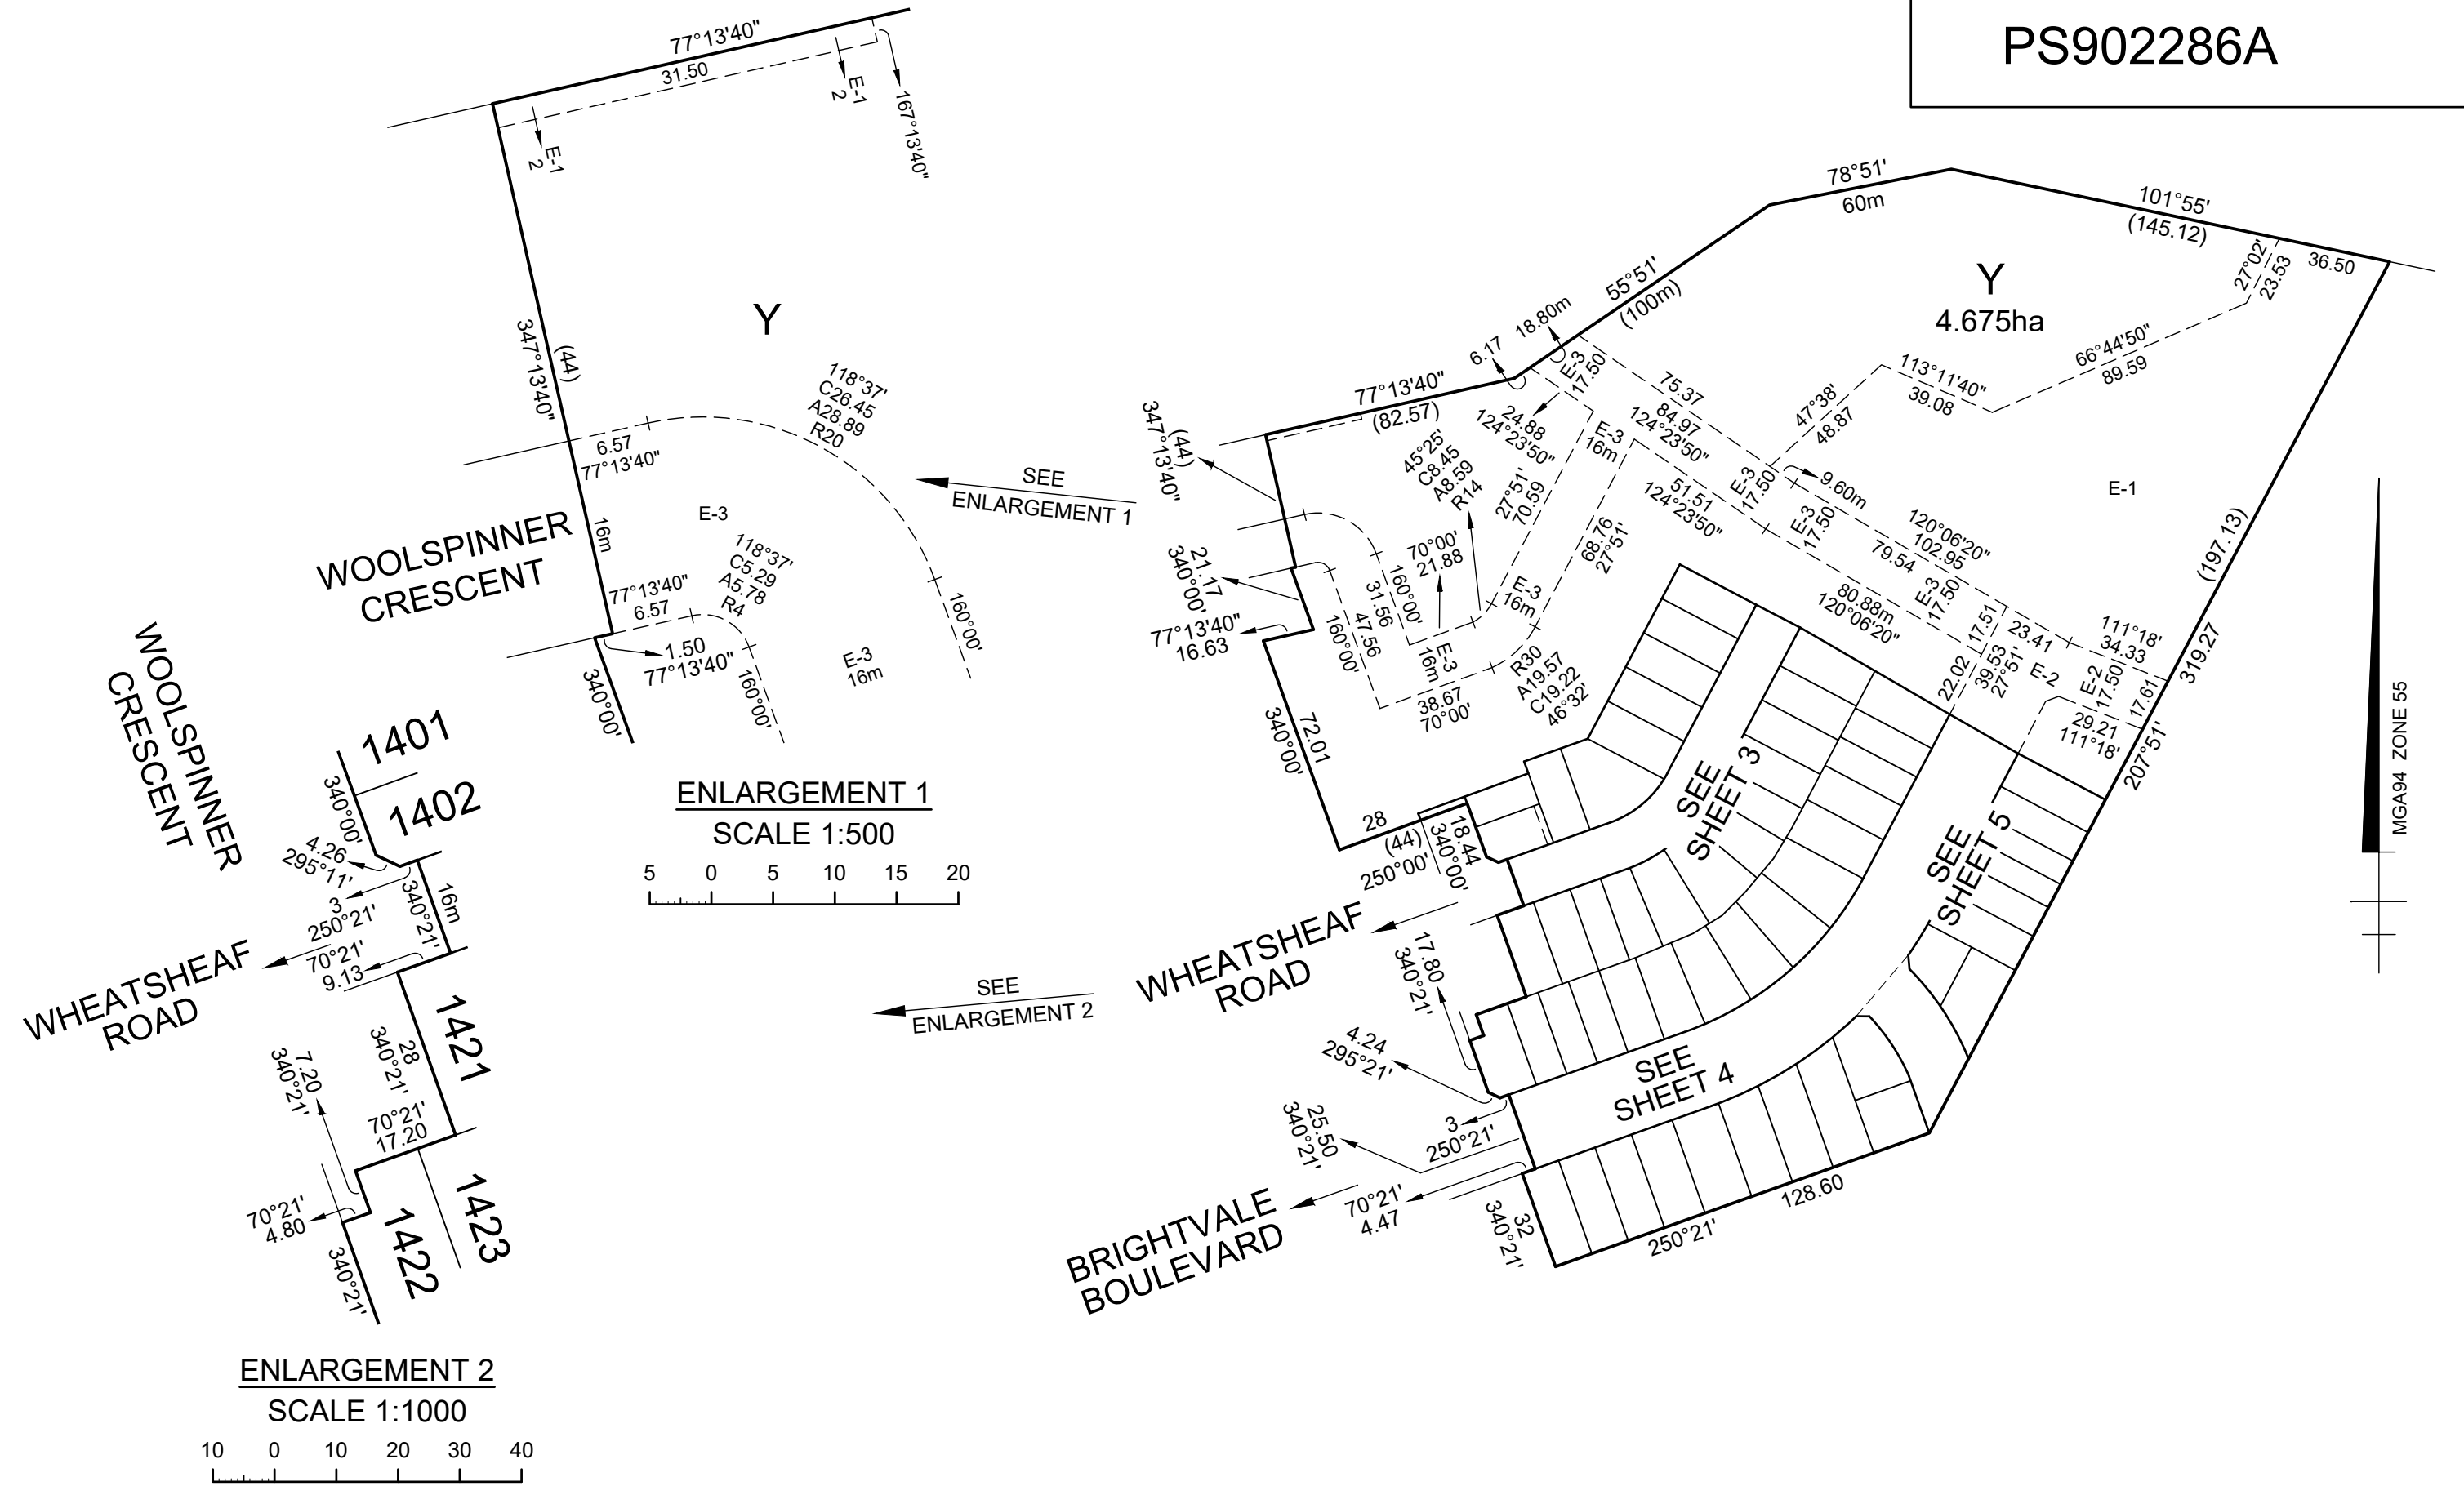 PS902286A
77°13'40"
31.50
E-1
2
E-1
2
167°13'40"
347°13'40"
(44)
Y
118°37'
C26.45
A28.89
R20
6.57
77°13'40"
E-3
WOOLSPINNER
CRESCENT
16m
118°37'
C5.29
A5.78
R4
77°13'40"
6.57
1.50
77°13'40"
340°00'
160°00'
160°00'
E-3
16m
ENLARGEMENT 1
SCALE 1:500
5 0 5 10 15 20
SEE
ENLARGEMENT 1
WOOLSPINNER
CRESCENT
1401
1402
340°00'
4.26
295°11'
3
250°21'
340°21'
16m
70°21'
9.13
WHEATSHEAF
ROAD
1421
28
340°21'
7.20
340°21'
70°21'
17.20
70°21'
4.80
1422
1423
340°21'
ENLARGEMENT 2
SCALE 1:1000
10 0 10 20 30 40
SEE
ENLARGEMENT 2
78°51'
60m
101°55'
(145.12)
Y
4.675ha
27°02'
23.53
36.50
55°51'
(100m)
18.80m
6.17
77°13'40"
(82.57)
(44)
347°13'40"
E-3
17.50
75.37
84.97
124°23'50"
24.88
124°23'50"
47°38'
48.87
113°11'40"
39.08
66°44'50"
89.59
45°25'
C8.45
A8.59
R14
E-3
16m
27°51'
70.59
51.51
124°23'50"
E-3
17.50
9.60m
E-1
68.76
27°51'
E-3
17.50
120°06'20"
102.95
79.54
(197.13)
21.17
340°00'
70°00'
21.88
160°00'
31.56
E-3
16m
E-3
17.50
80.88m
120°06'20"
77°13'40"
16.63
47.56
160°00'
E-3
16m
38.67
70°00'
R30
A19.57
C19.22
46°32'
17.51
23.41
111°18'
34.33
22.02
39.53
27°51'
E-2
E-2
17.50
17.61
319.27
29.21
111°18'
207°51'
72.01
340°00'
28
(44)
250°00'
18.44
340°00'
SEE
SHEET 3
SEE
SHEET 5
SEE
SHEET 4
WHEATSHEAF
ROAD
17.80
340°21'
4.24
295°21'
3
250°21'
25.50
340°21'
70°21'
4.47
BRIGHTVALE
BOULEVARD
32
340°21'
128.60
250°21'
MGA94 ZONE 55